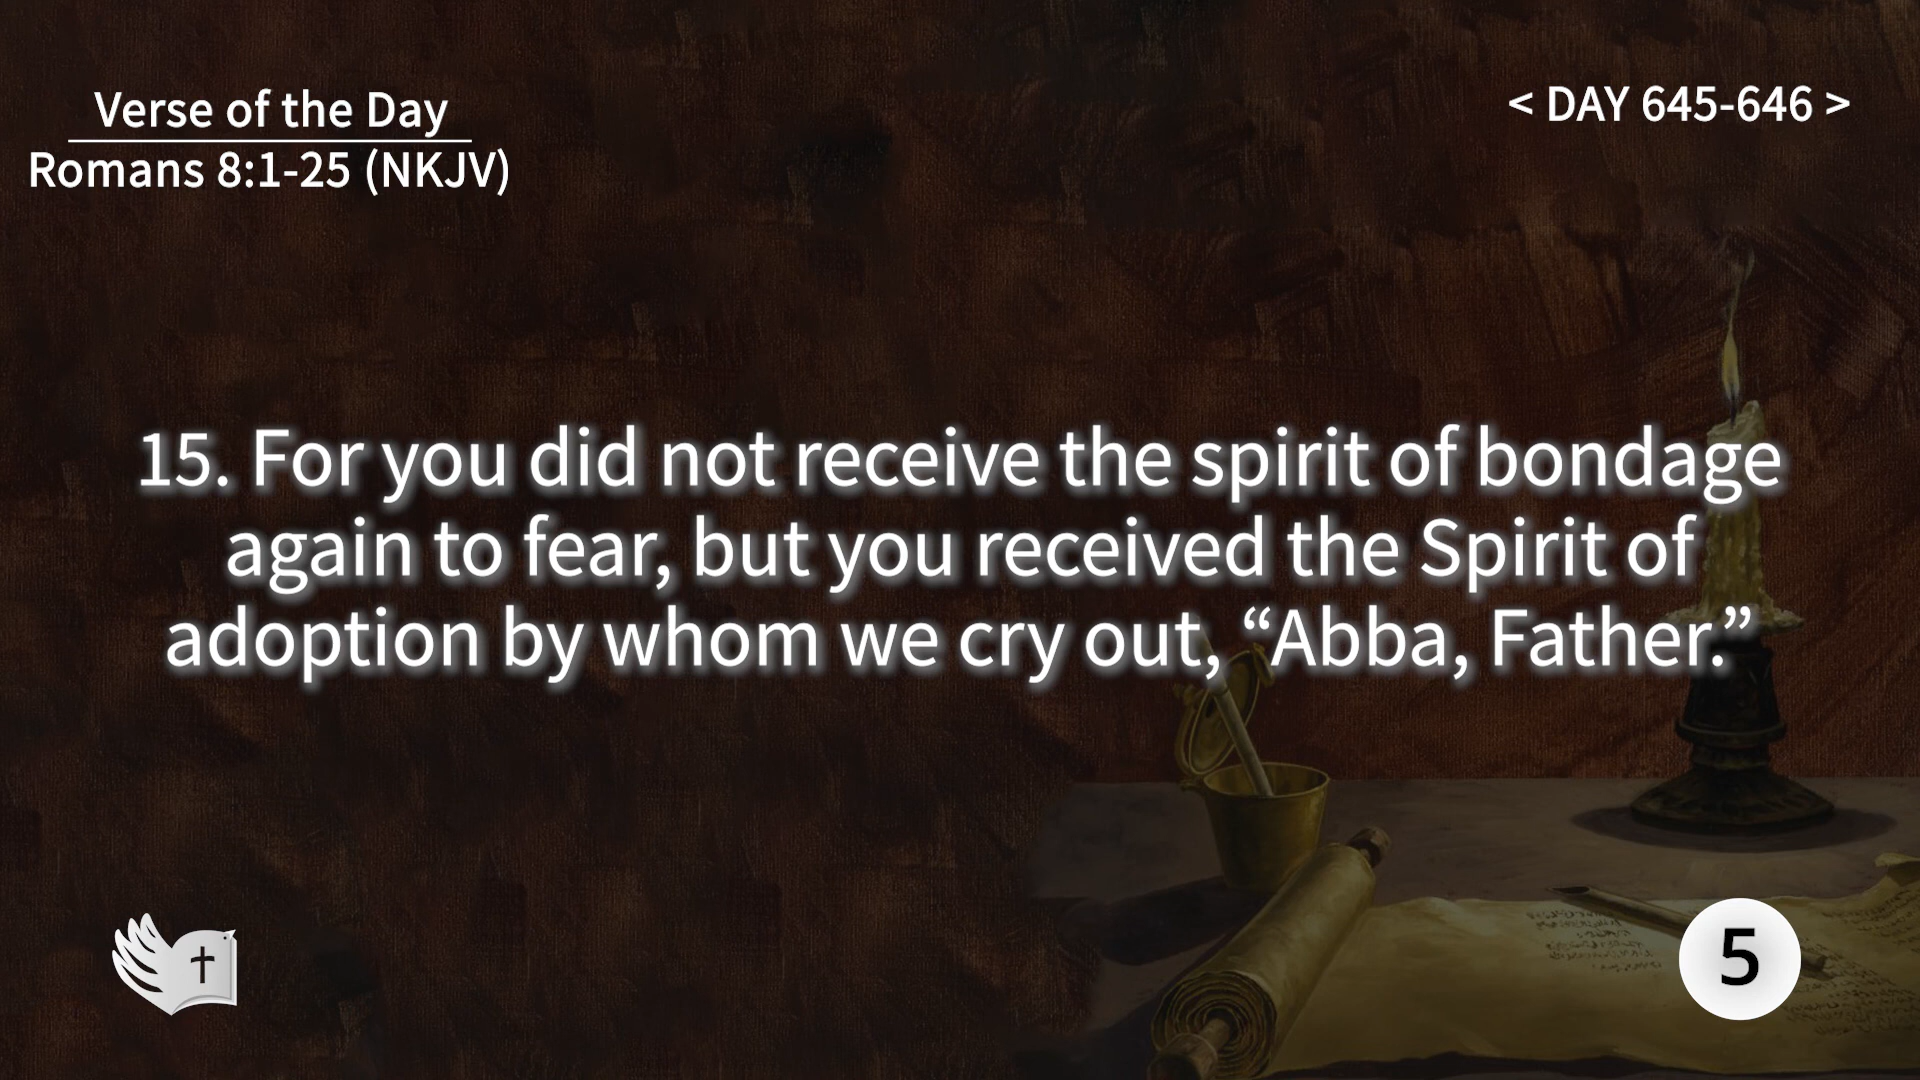 Verse of the Day
Romans 8:1-25 (NKJV)
< DAY 645-646 >
15. For you did not receive the spirit of bondage
again to fear, but you received the Spirit of
adoption by whom we cry out, “Abba, Father.”
5